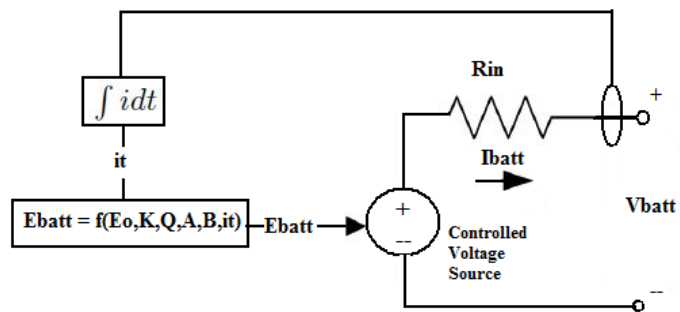 Rin
∫ idt
+
it
Ibatt
Ebatt = f(Eo,K,Q,A,B,it)
Ebatt
+
--
Controlled
Voltage
Source
Vbatt
--